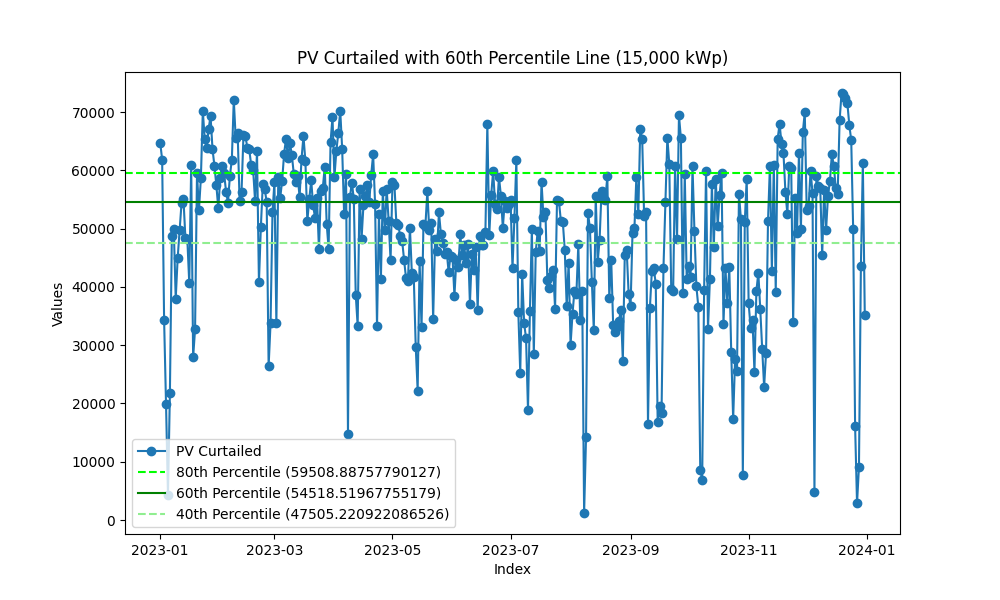 PV Curtailed with 60th Percentile Line (15,000 kWp)
Values
70000
60000
50000
40000
30000
20000
10000
0
PV Curtailed
80th Percentile (59508.88757790127)
60th Percentile (54518.51967755179)
40th Percentile (47505.220922086526)
2023-01 2023-03 2023-05 2023-07 2023-09 2023-11 2024-01
Index